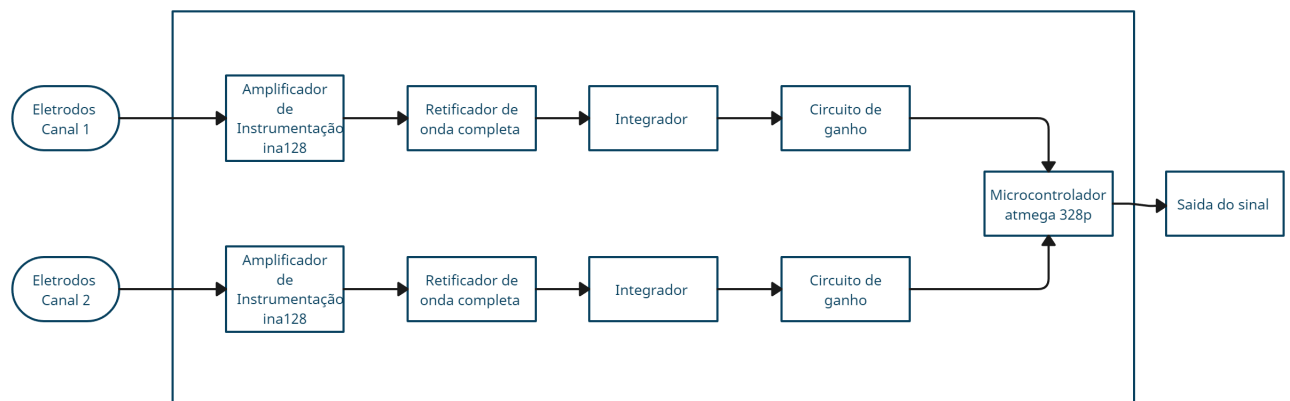 Eletrodos
Canal 1
Amplificador
de
Instrumentação
ina128
Retificador de
onda completa
Integrador
Circuito de
ganho
Microcontrolador
atmega 328p
Saida do sinal
Eletrodos
Canal 2
Amplificador
de
Instrumentação
ina128
Retificador de
onda completa
Integrador
Circuito de
ganho